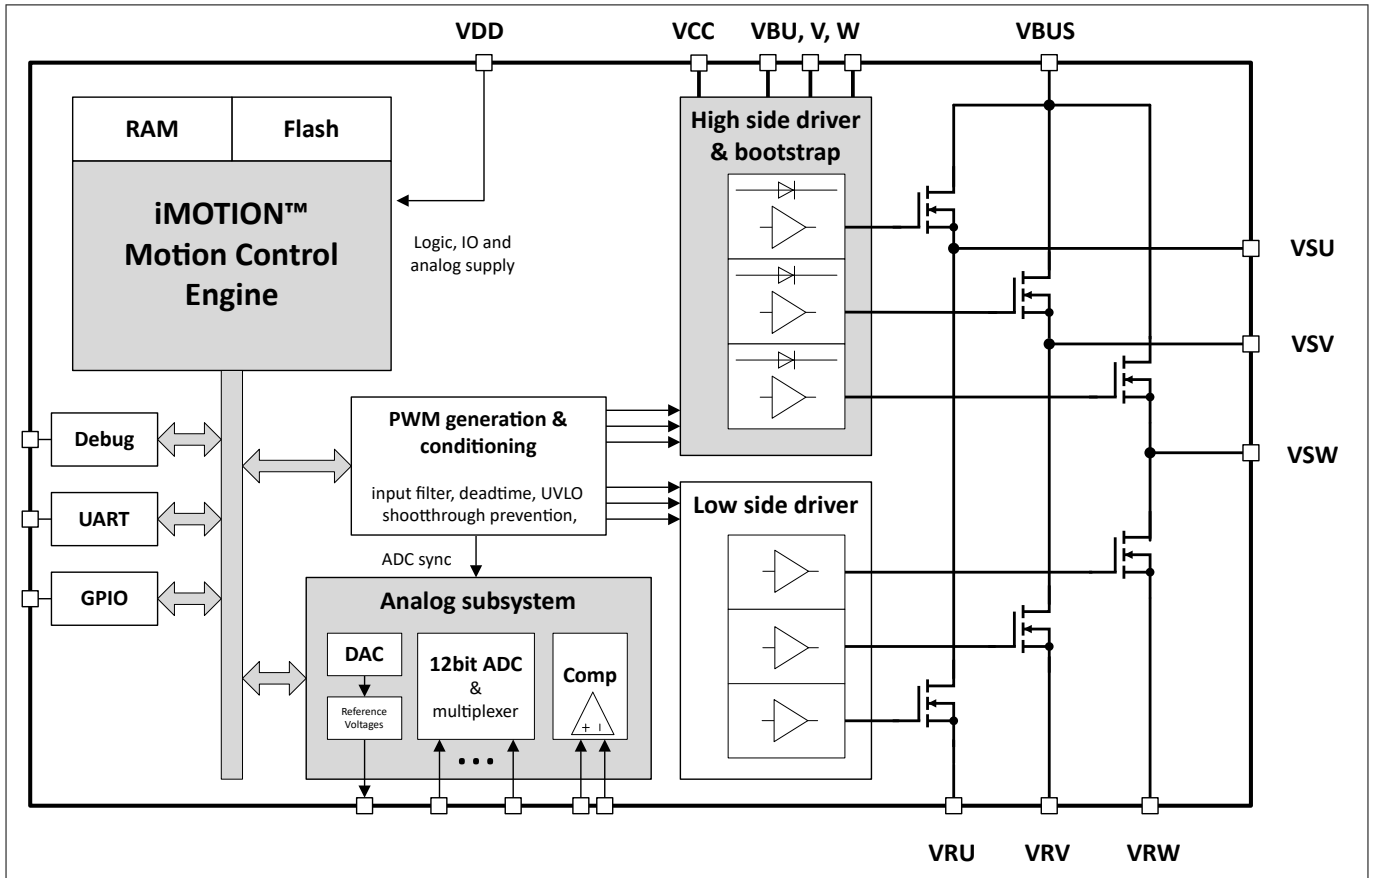 VDD
VCC
VBU, V, W
VBUS
RAM
Flash
iMOTION™
Motion Control
Engine
Logic, IO and
analog supply
High side driver
& bootstrap
VSU
VSV
VSW
Debug
UART
GPIO
PWM generation &
conditioning
input filter, deadtime, UVLO
shootthrough prevention,
ADC sync
Low side driver
Analog subsystem
DAC
Reference
Voltages
12bit ADC
&
multiplexer
Comp
+ –
• • •
VRU
VRV
VRW